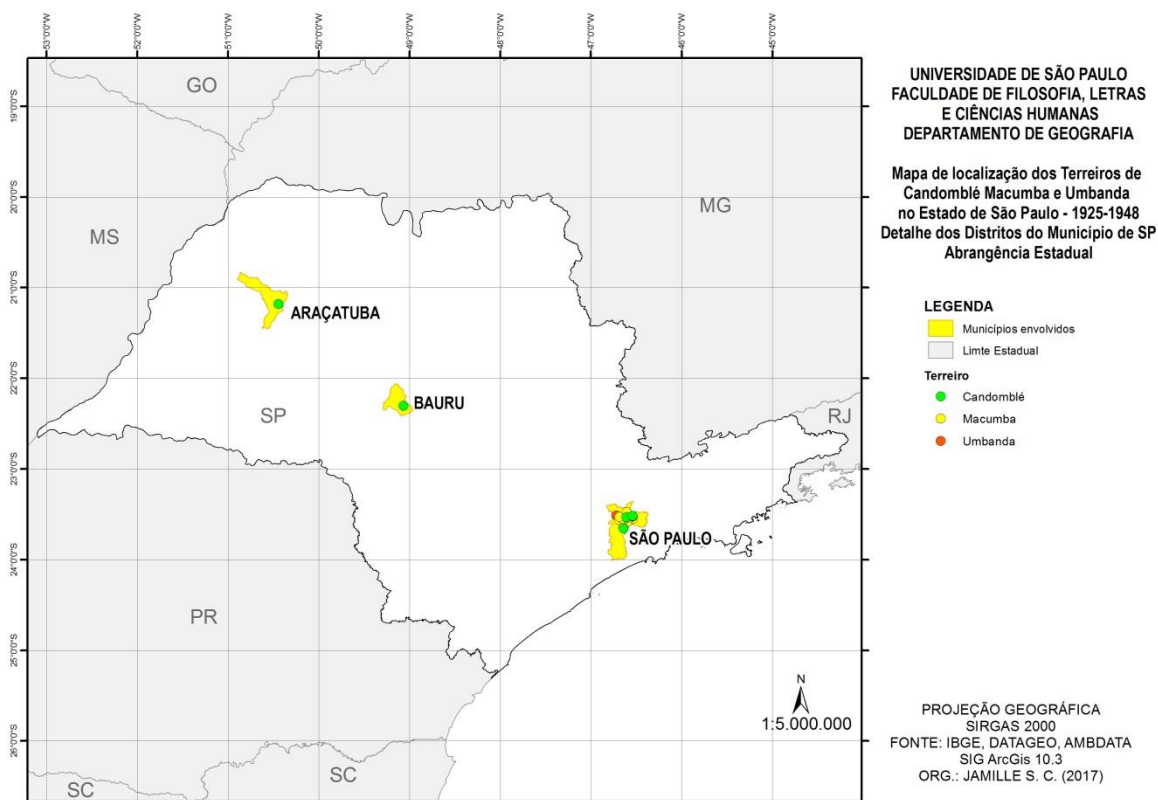 53°0'0"W
52°0'0"W
51°0'0"W
50°0'0"W
49°0'0"W
48°0'0"W
47°0'0"W
46°0'0"W
45°0'0"W
19°0'0"S
20°0'0"S
21°0'0"S
22°0'0"S
23°0'0"S
24°0'0"S
25°0'0"S
26°0'0"S
GO
MS
MG
ARAÇATUBA
BAURU
SP
RJ
SÃO PAULO
PR
SC
SC
N
1:5.000.000
UNIVERSIDADE DE SÃO PAULO
FACULDADE DE FILOSOFIA, LETRAS
E CIÊNCIAS HUMANAS
DEPARTAMENTO DE GEOGRAFIA
Mapa de localização dos Terreiros de
Candomblé Macumba e Umbanda
no Estado de São Paulo - 1925-1948
Detalhe dos Distritos do Município de SP
Abrangência Estadual
LEGENDA
Municípios envolvidos
Limte Estadual
Terreiro
Candomblé
Macumba
Umbanda
PROJEÇÃO GEOGRÁFICA
SIRGAS 2000
FONTE: IBGE, DATAGEO, AMBDATA
SIG ArcGis 10.3
ORG.: JAMILLE S. C. (2017)